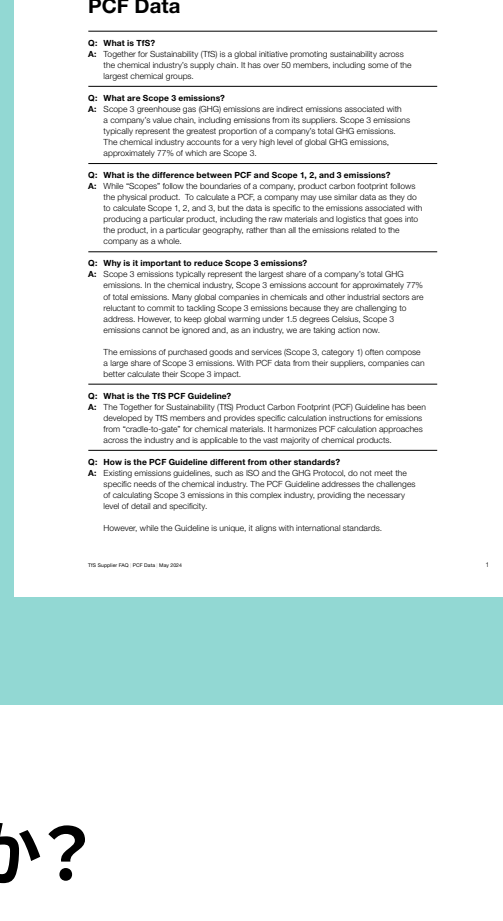 PCF Data
Q: What is TfS?
A: Together for Sustainability (TfS) is a global initiative promoting sustainability across
the chemical industry's supply chain. It has over 50 members, including some of the
largest chemical groups.
Q: What are Scope 3 emissions?
A: Scope 3 greenhouse gas (GHG) emissions are indirect emissions associated with
a company's value chain, including emissions from its suppliers. Scope 3 emissions
typically represent the greatest proportion of a company's total GHG emissions.
The chemical industry accounts for a very high level of global GHG emissions,
approximately 77% of which are Scope 3.
Q: What is the difference between PCF and Scope 1, 2, and 3 emissions?
A: While “Scopes” follow the boundaries of a company, product carbon footprint follows
the physical product. To calculate a PCF, a company may use similar data as they do
to calculate Scope 1, 2, and 3, but the data is specific to the emissions associated with
producing a particular product, including the raw materials and logistics that goes into
the product, in a particular geography, rather than all the emissions related to the
company as a whole.
Q: Why is it important to reduce Scope 3 emissions?
A: Scope 3 emissions typically represent the largest share of a company's total GHG
emissions. In the chemical industry, Scope 3 emissions account for approximately 77%
of total emissions. Many global companies in chemicals and other industrial sectors are
reluctant to commit to tackling Scope 3 emissions because they are challenging to
address. However, to keep global warming under 1.5 degrees Celsius, Scope 3
emissions cannot be ignored and, as an industry, we are taking action now.
The emissions of purchased goods and services (Scope 3, category 1) often compose
a large share of Scope 3 emissions. With PCF data from their suppliers, companies can
better calculate their Scope 3 impact.
Q: What is the TfS PCF Guideline?
A: The Together for Sustainability (TfS) Product Carbon Footprint (PCF) Guideline has been
developed by TfS members and provides specific calculation instructions for emissions
from “cradle-to-gate” for chemical materials. It harmonizes PCF calculation approaches
across the industry and is applicable to the vast majority of chemical products.
Q: How is the PCF Guideline different from other standards?
A: Existing emissions guidelines, such as ISO and the GHG Protocol, do not meet the
specific needs of the chemical industry. The PCF Guideline addresses the challenges
of calculating Scope 3 emissions in this complex industry, providing the necessary
level of detail and specificity.
However, while the Guideline is unique, it aligns with international standards.
TfS Supplier FAQ | PCF Data | May 2024 1
か?